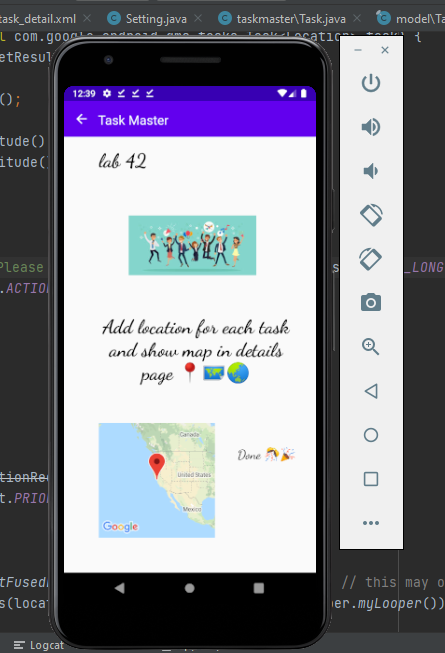 task_detail.xml Setting.java taskmaster\Task.java model\Ta
com.google.android.gms.tasks.Task<Location> task) {
etResul
();
12:39
tude()
Task Master
itude()
lab 42
Please
_LONG
.ACTION
Add location for each task
and show map in details
page 📍🗺️🌏
Canada
United States
Mexico
Google
Done 🎊🎉
tionRe
t.PRIOR
tFused
// this may o
s(locat
per.myLooper())
Logcat